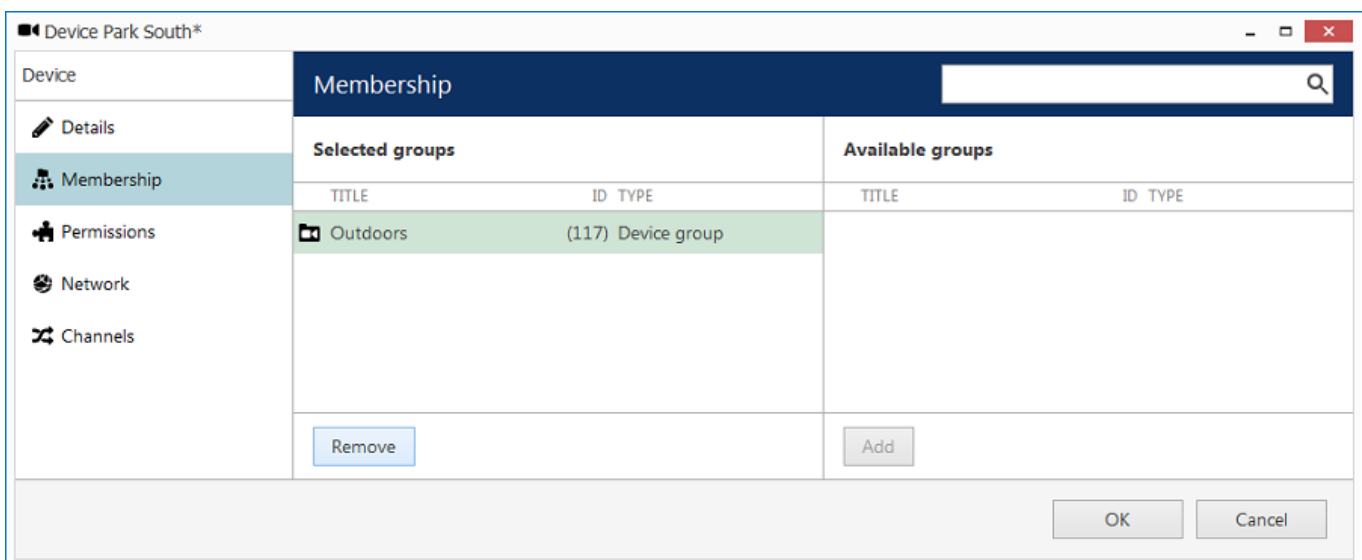 Device Park South*
Device
Details
Membership
Permissions
Network
Channels
Membership
Selected groups
TITLE ID TYPE
Outdoors (117) Device group
Remove
Available groups
TITLE ID TYPE
Add
OK Cancel